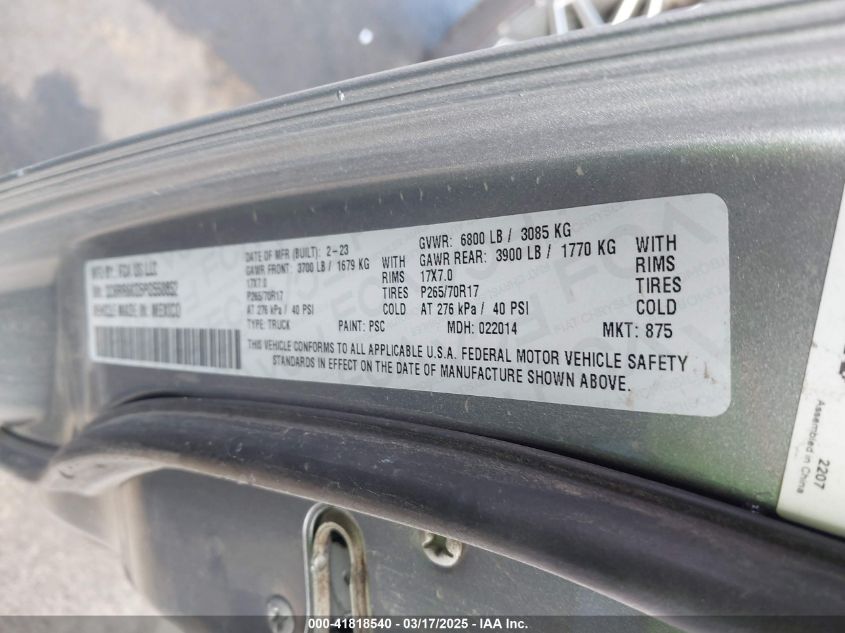 MFD BY: FCA US LLC
DATE OF MFR (BUILT): 2-23
GVWR: 6800 LB / 3085 KG
GAWR FRONT: 3700 LB / 1679 KG WITH
GAWR REAR: 3900 LB / 1770 KG WITH
17X7.0 RIMS
17X7.0 RIMS
P265/70R17 TIRES
P265/70R17 TIRES
AT 276 kPa / 40 PSI COLD
AT 276 kPa / 40 PSI COLD
VEHICLE MADE IN: MEXICO
TYPE: TRUCK PAINT: PSC MDH: 022014 MKT: 875
THIS VEHICLE CONFORMS TO ALL APPLICABLE U.S.A. FEDERAL MOTOR VEHICLE SAFETY
STANDARDS IN EFFECT ON THE DATE OF MANUFACTURE SHOWN ABOVE.
2207
Assembled in China
000-41818540 - 03/17/2025 - IAA Inc.